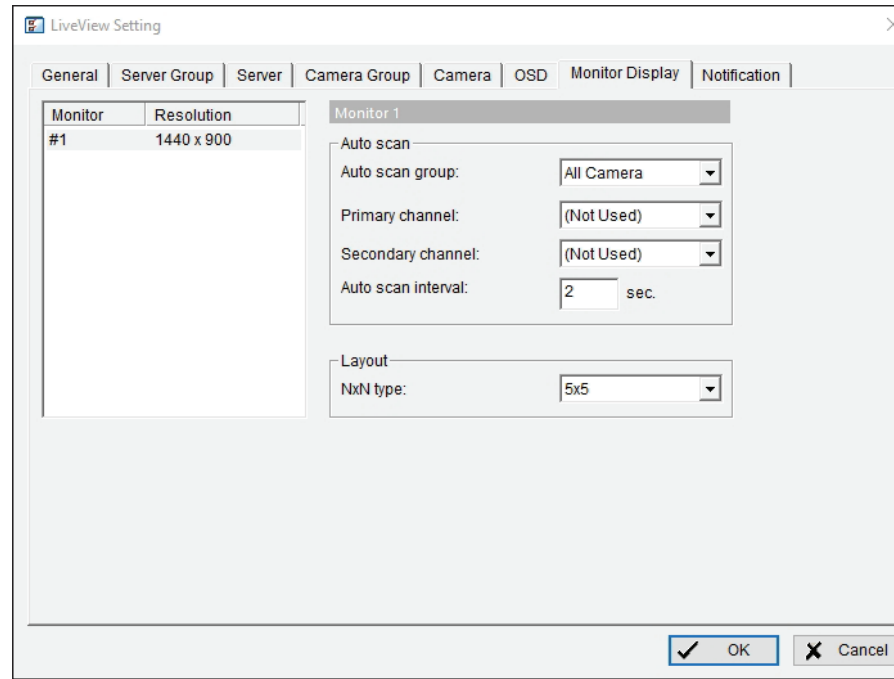 LiveView Setting
General Server Group Server Camera Group Camera OSD Monitor Display Notification
Monitor Resolution
#1 1440 x 900
Monitor 1
Auto scan
Auto scan group: All Camera
Primary channel: (Not Used)
Secondary channel: (Not Used)
Auto scan interval: 2 sec.
Layout
NxN type: 5x5
OK Cancel